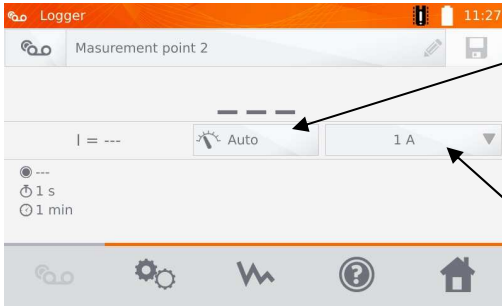 Logger 11:27
Masurement point 2
— — —
I = --- Auto 1 A
---
1 s
1 min